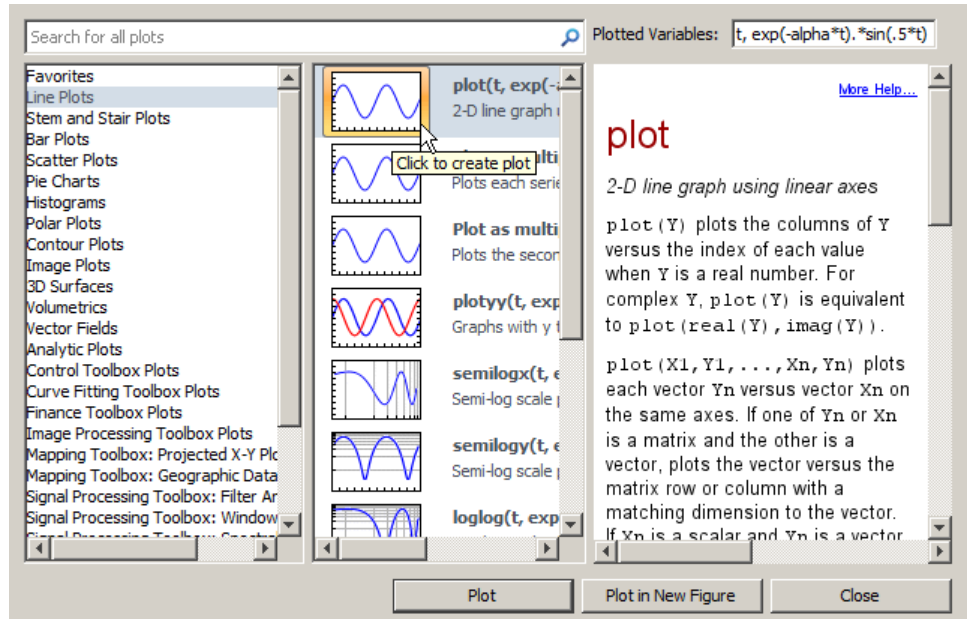 Search for all plots
Plotted Variables:
t, exp(-alpha*t).*sin(.5*t)
Favorites
Line Plots
Stem and Stair Plots
Bar Plots
Scatter Plots
Pie Charts
Histograms
Polar Plots
Contour Plots
Image Plots
3D Surfaces
Volumetrics
Vector Fields
Analytic Plots
Control Toolbox Plots
Curve Fitting Toolbox Plots
Finance Toolbox Plots
Image Processing Toolbox Plots
Mapping Toolbox: Projected X-Y Plo
Mapping Toolbox: Geographic Data
Signal Processing Toolbox: Filter An
Signal Processing Toolbox: Window
plot(t, exp(-a
2-D line graph u
Click to create plot
Plots each serie
Plot as multi
Plots the secon
plotyy(t, exp
Graphs with y t
semilogx(t, e
Semi-log scale p
semilogy(t, e
Semi-log scale p
loglog(t, exp
More Help...
plot
2-D line graph using linear axes
plot(Y) plots the columns of Y
versus the index of each value
when Y is a real number. For
complex Y, plot(Y) is equivalent
to plot(real(Y),imag(Y)).
plot(X1,Y1,...,Xn,Yn) plots
each vector Yn versus vector Xn on
the same axes. If one of Yn or Xn
is a matrix and the other is a
vector, plots the vector versus the
matrix row or column with a
matching dimension to the vector.
If Xn is a scalar and Yn is a vector
Plot
Plot in New Figure
Close